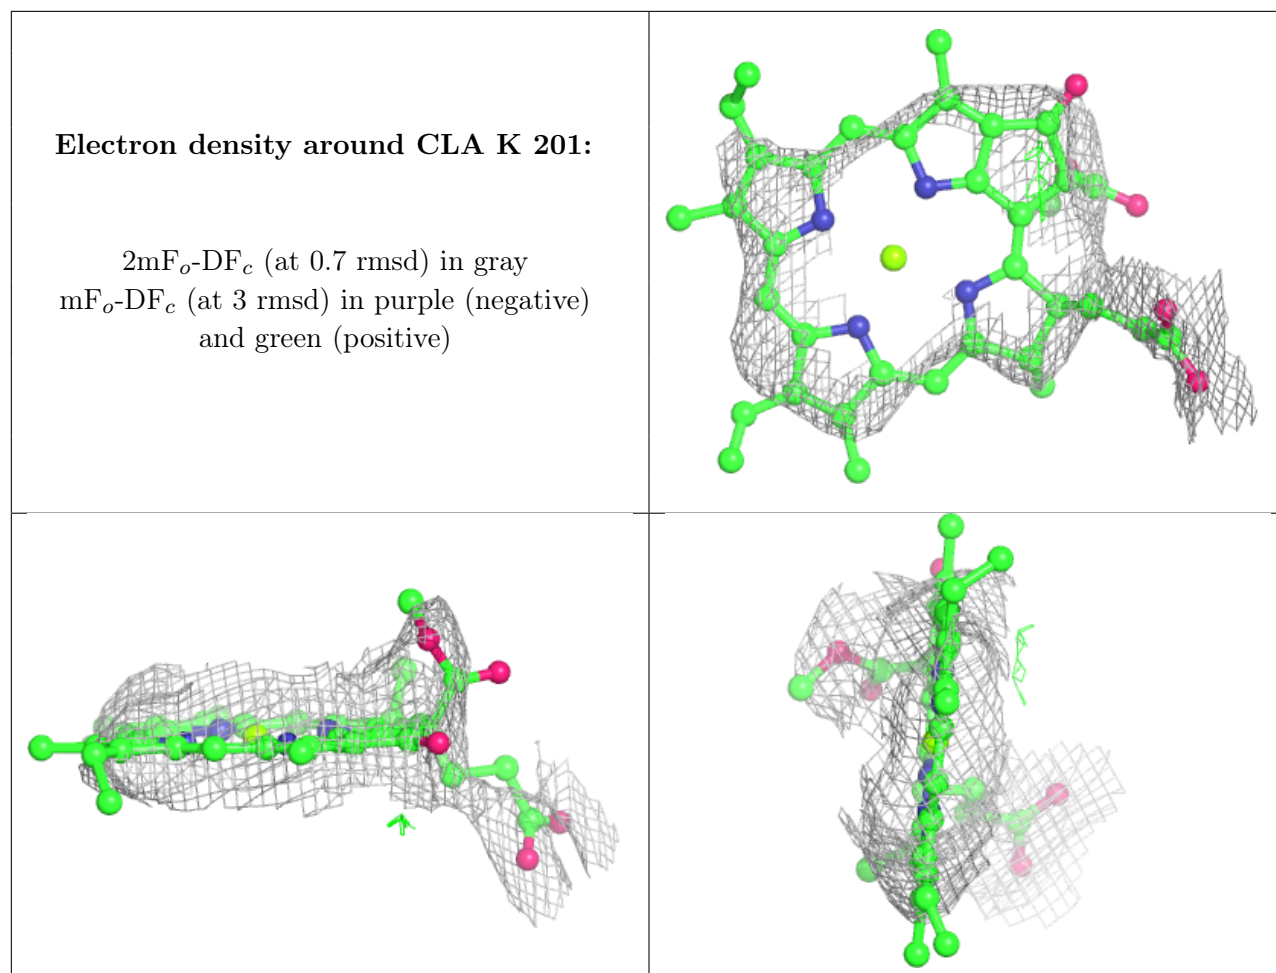 Electron density around CLA K 201:
2mFₒ-DF𝒸 (at 0.7 rmsd) in gray
mFₒ-DF𝒸 (at 3 rmsd) in purple (negative)
and green (positive)